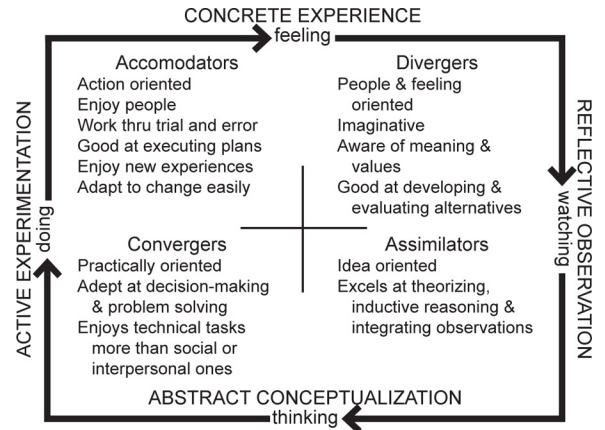 CONCRETE EXPERIENCE
feeling
Accomodators
Action oriented
Enjoy people
Work thru trial and error
Good at executing plans
Enjoy new experiences
Adapt to change easily
Divergers
People & feeling
oriented
Imaginative
Aware of meaning &
values
Good at developing &
evaluating alternatives
ACTIVE EXPERIMENTATION
doing
REFLECTIVE OBSERVATION
watching
Convergers
Practically oriented
Adept at decision-making
& problem solving
Enjoys technical tasks
more than social or
interpersonal ones
Assimilators
Idea oriented
Excels at theorizing,
inductive reasoning &
integrating observations
ABSTRACT CONCEPTUALIZATION
thinking